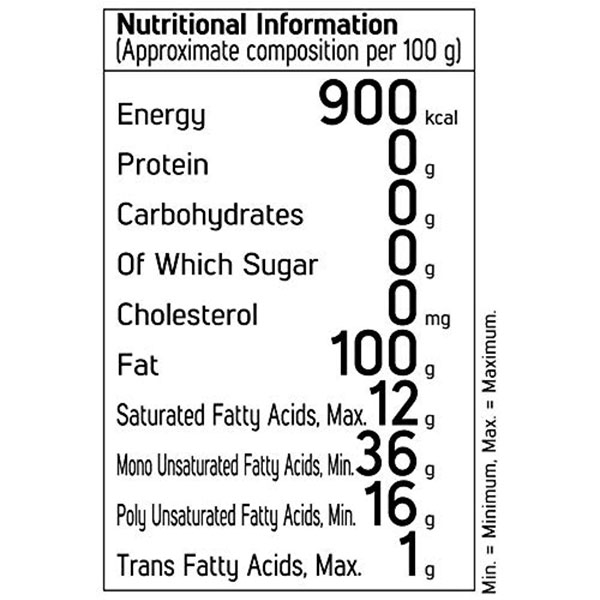 Nutritional Information
(Approximate composition per 100 g)
Energy 900 kcal
Protein 0 g
Carbohydrates 0 g
Of Which Sugar 0 g
Cholesterol 0 mg
Fat 100 g
Saturated Fatty Acids, Max. 12 g
Mono Unsaturated Fatty Acids, Min. 36 g
Poly Unsaturated Fatty Acids, Min. 16 g
Trans Fatty Acids, Max. 1 g
Min. = Minimum, Max. = Maximum.